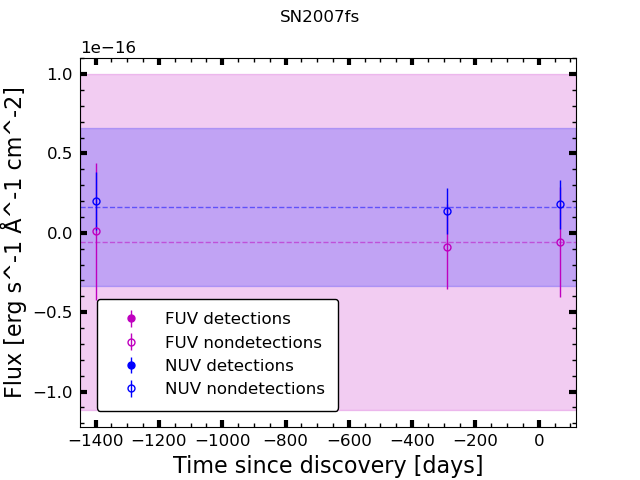 SN2007fs
1e−16
1.0
0.5
0.0
−0.5
−1.0
Flux [erg s^-1 Å^-1 cm^-2]
FUV detections
FUV nondetections
NUV detections
NUV nondetections
−1400 −1200 −1000 −800 −600 −400 −200 0
Time since discovery [days]